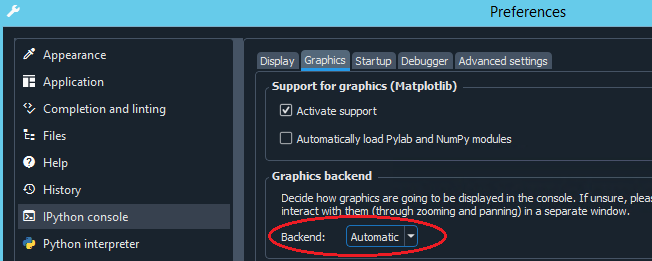 Preferences
Appearance
Application
Completion and linting
Files
Help
History
IPython console
Python interpreter
Display Graphics Startup Debugger Advanced settings
Support for graphics (Matplotlib)
Activate support
Automatically load Pylab and NumPy modules
Graphics backend
Decide how graphics are going to be displayed in the console. If unsure, plea
interact with them (through zooming and panning) in a separate window.
Backend: Automatic